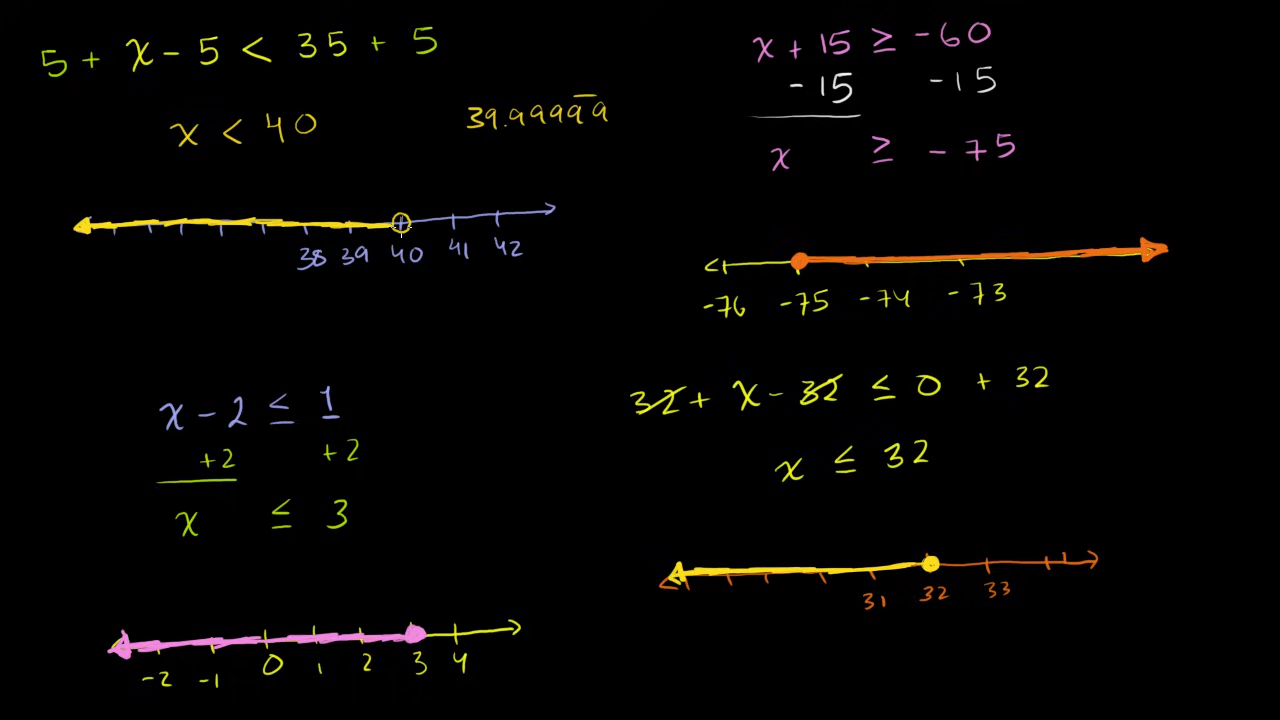 5 + x - 5 < 35 + 5
x < 40
39.9999̅9
38 39 40 41 42
x + 15 ≥ -60
-15 -15
x ≥ -75
-76 -75 -74 -73
x - 2 ≤ 1
+2 +2
x ≤ 3
-2 -1 0 1 2 3 4
32 + x - 32 ≤ 0 + 32
x ≤ 32
31 32 33